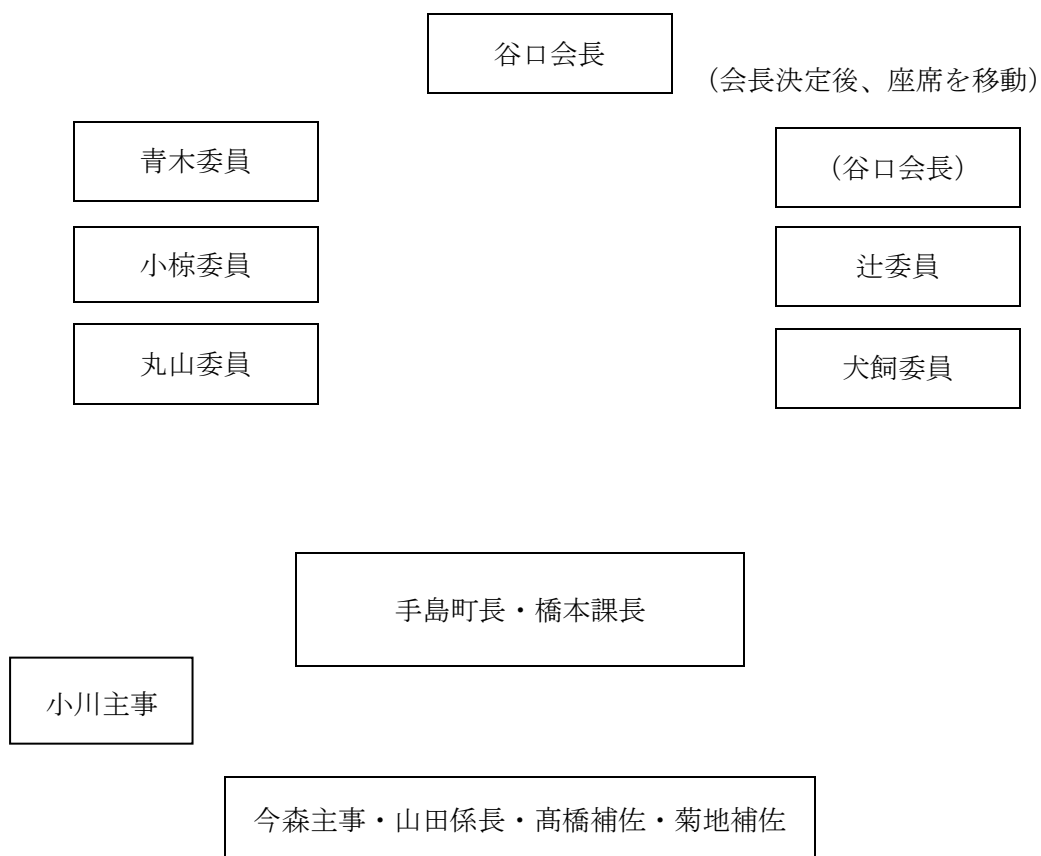 谷口会長
（会長決定後、座席を移動）
青木委員
（谷口会長）
小椋委員
辻委員
丸山委員
犬飼委員
手島町長・橋本課長
小川主事
今森主事・山田係長・髙橋補佐・菊地補佐